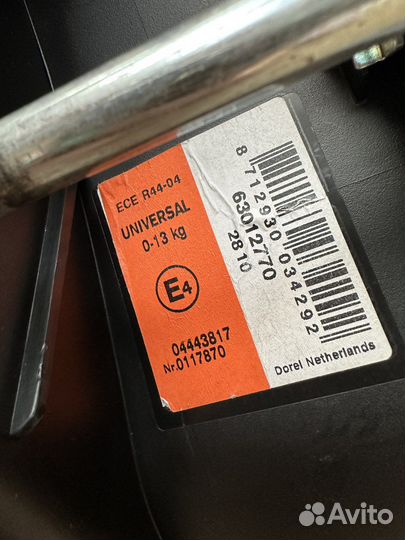 ECE R44-04
UNIVERSAL
0-13 kg
E4
04443817
Nr.0117870
8 712930 034292
63012770
2810
Dorel Netherlands
Avito